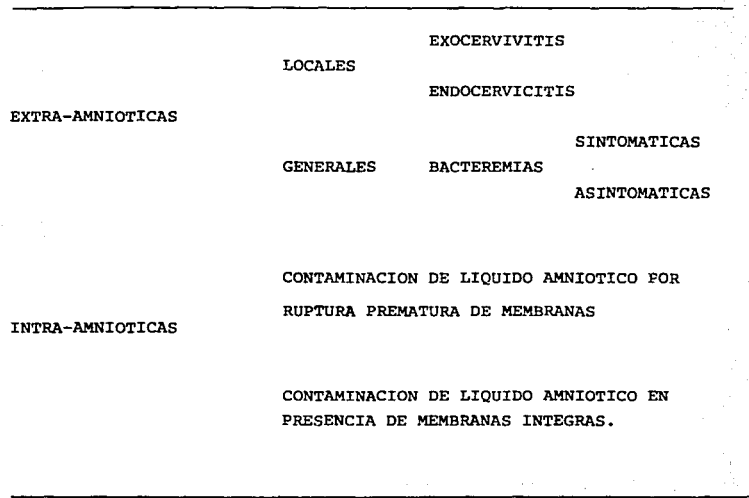 EXOCERVIVITIS
LOCALES
ENDOCERVICITIS
EXTRA-AMNIOTICAS
SINTOMATICAS
GENERALES BACTEREMIAS
ASINTOMATICAS
CONTAMINACION DE LIQUIDO AMNIOTICO POR
RUPTURA PREMATURA DE MEMBRANAS
INTRA-AMNIOTICAS
CONTAMINACION DE LIQUIDO AMNIOTICO EN
PRESENCIA DE MEMBRANAS INTEGRAS.